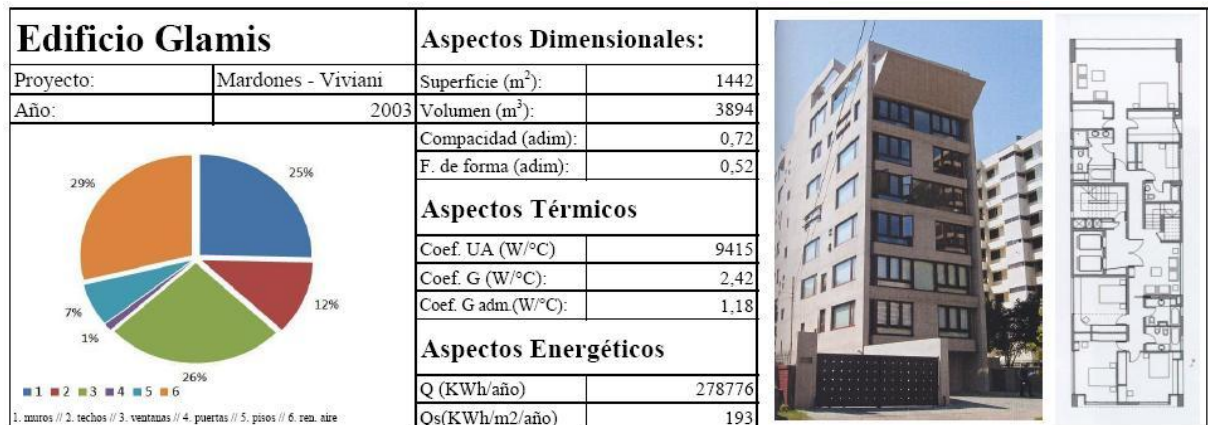 Edificio Glamis
Proyecto: Mardones - Viviani
Año: 2003
25%
12%
26%
1%
7%
29%
1 2 3 4 5 6
1. muros // 2. techos // 3. ventanas // 4. puertas // 5. pisos // 6. ren. aire
Aspectos Dimensionales:
Superficie (m²): 1442
Volumen (m³): 3894
Compacidad (adim): 0,72
F. de forma (adim): 0,52
Aspectos Térmicos
Coef. UA (W/°C) 9415
Coef. G (W/°C): 2,42
Coef. G adm.(W/°C): 1,18
Aspectos Energéticos
Q (KWh/año) 278776
Qs(KWh/m2/año) 193